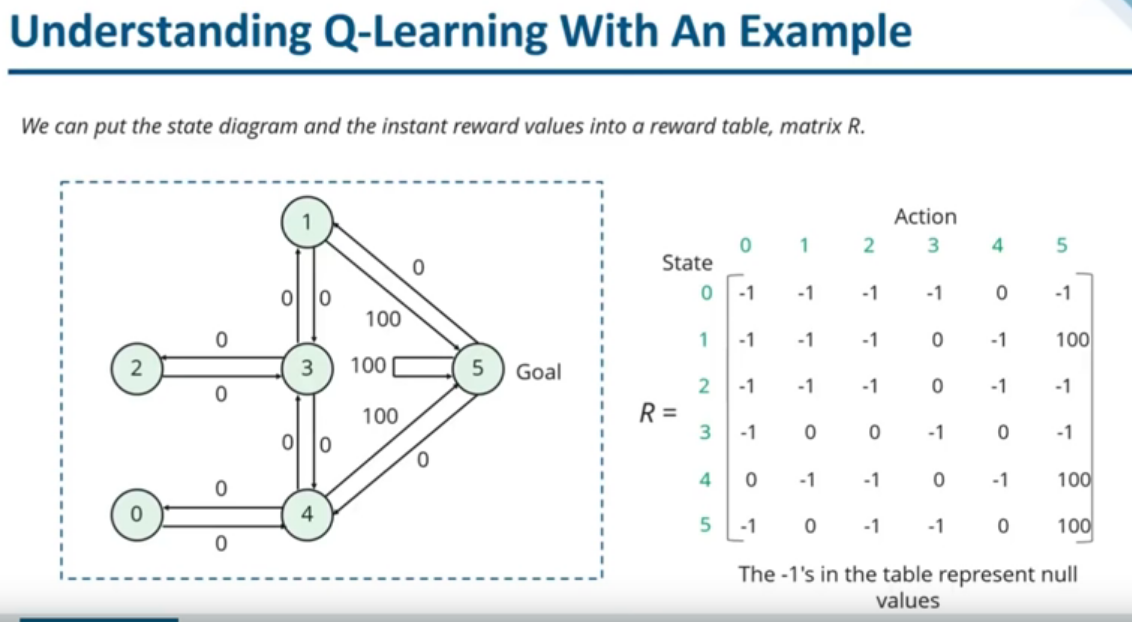 Understanding Q-Learning With An Example
We can put the state diagram and the instant reward values into a reward table, matrix R.
1
0
0 0
100
0
2 3 100 5 Goal
0
100
0 0
0
0
0 4
0
Action
0 1 2 3 4 5
State
0 -1 -1 -1 -1 0 -1
1 -1 -1 -1 0 -1 100
2 -1 -1 -1 0 -1 -1
R =
3 -1 0 0 -1 0 -1
4 0 -1 -1 0 -1 100
5 -1 0 -1 -1 0 100
The -1's in the table represent null
values